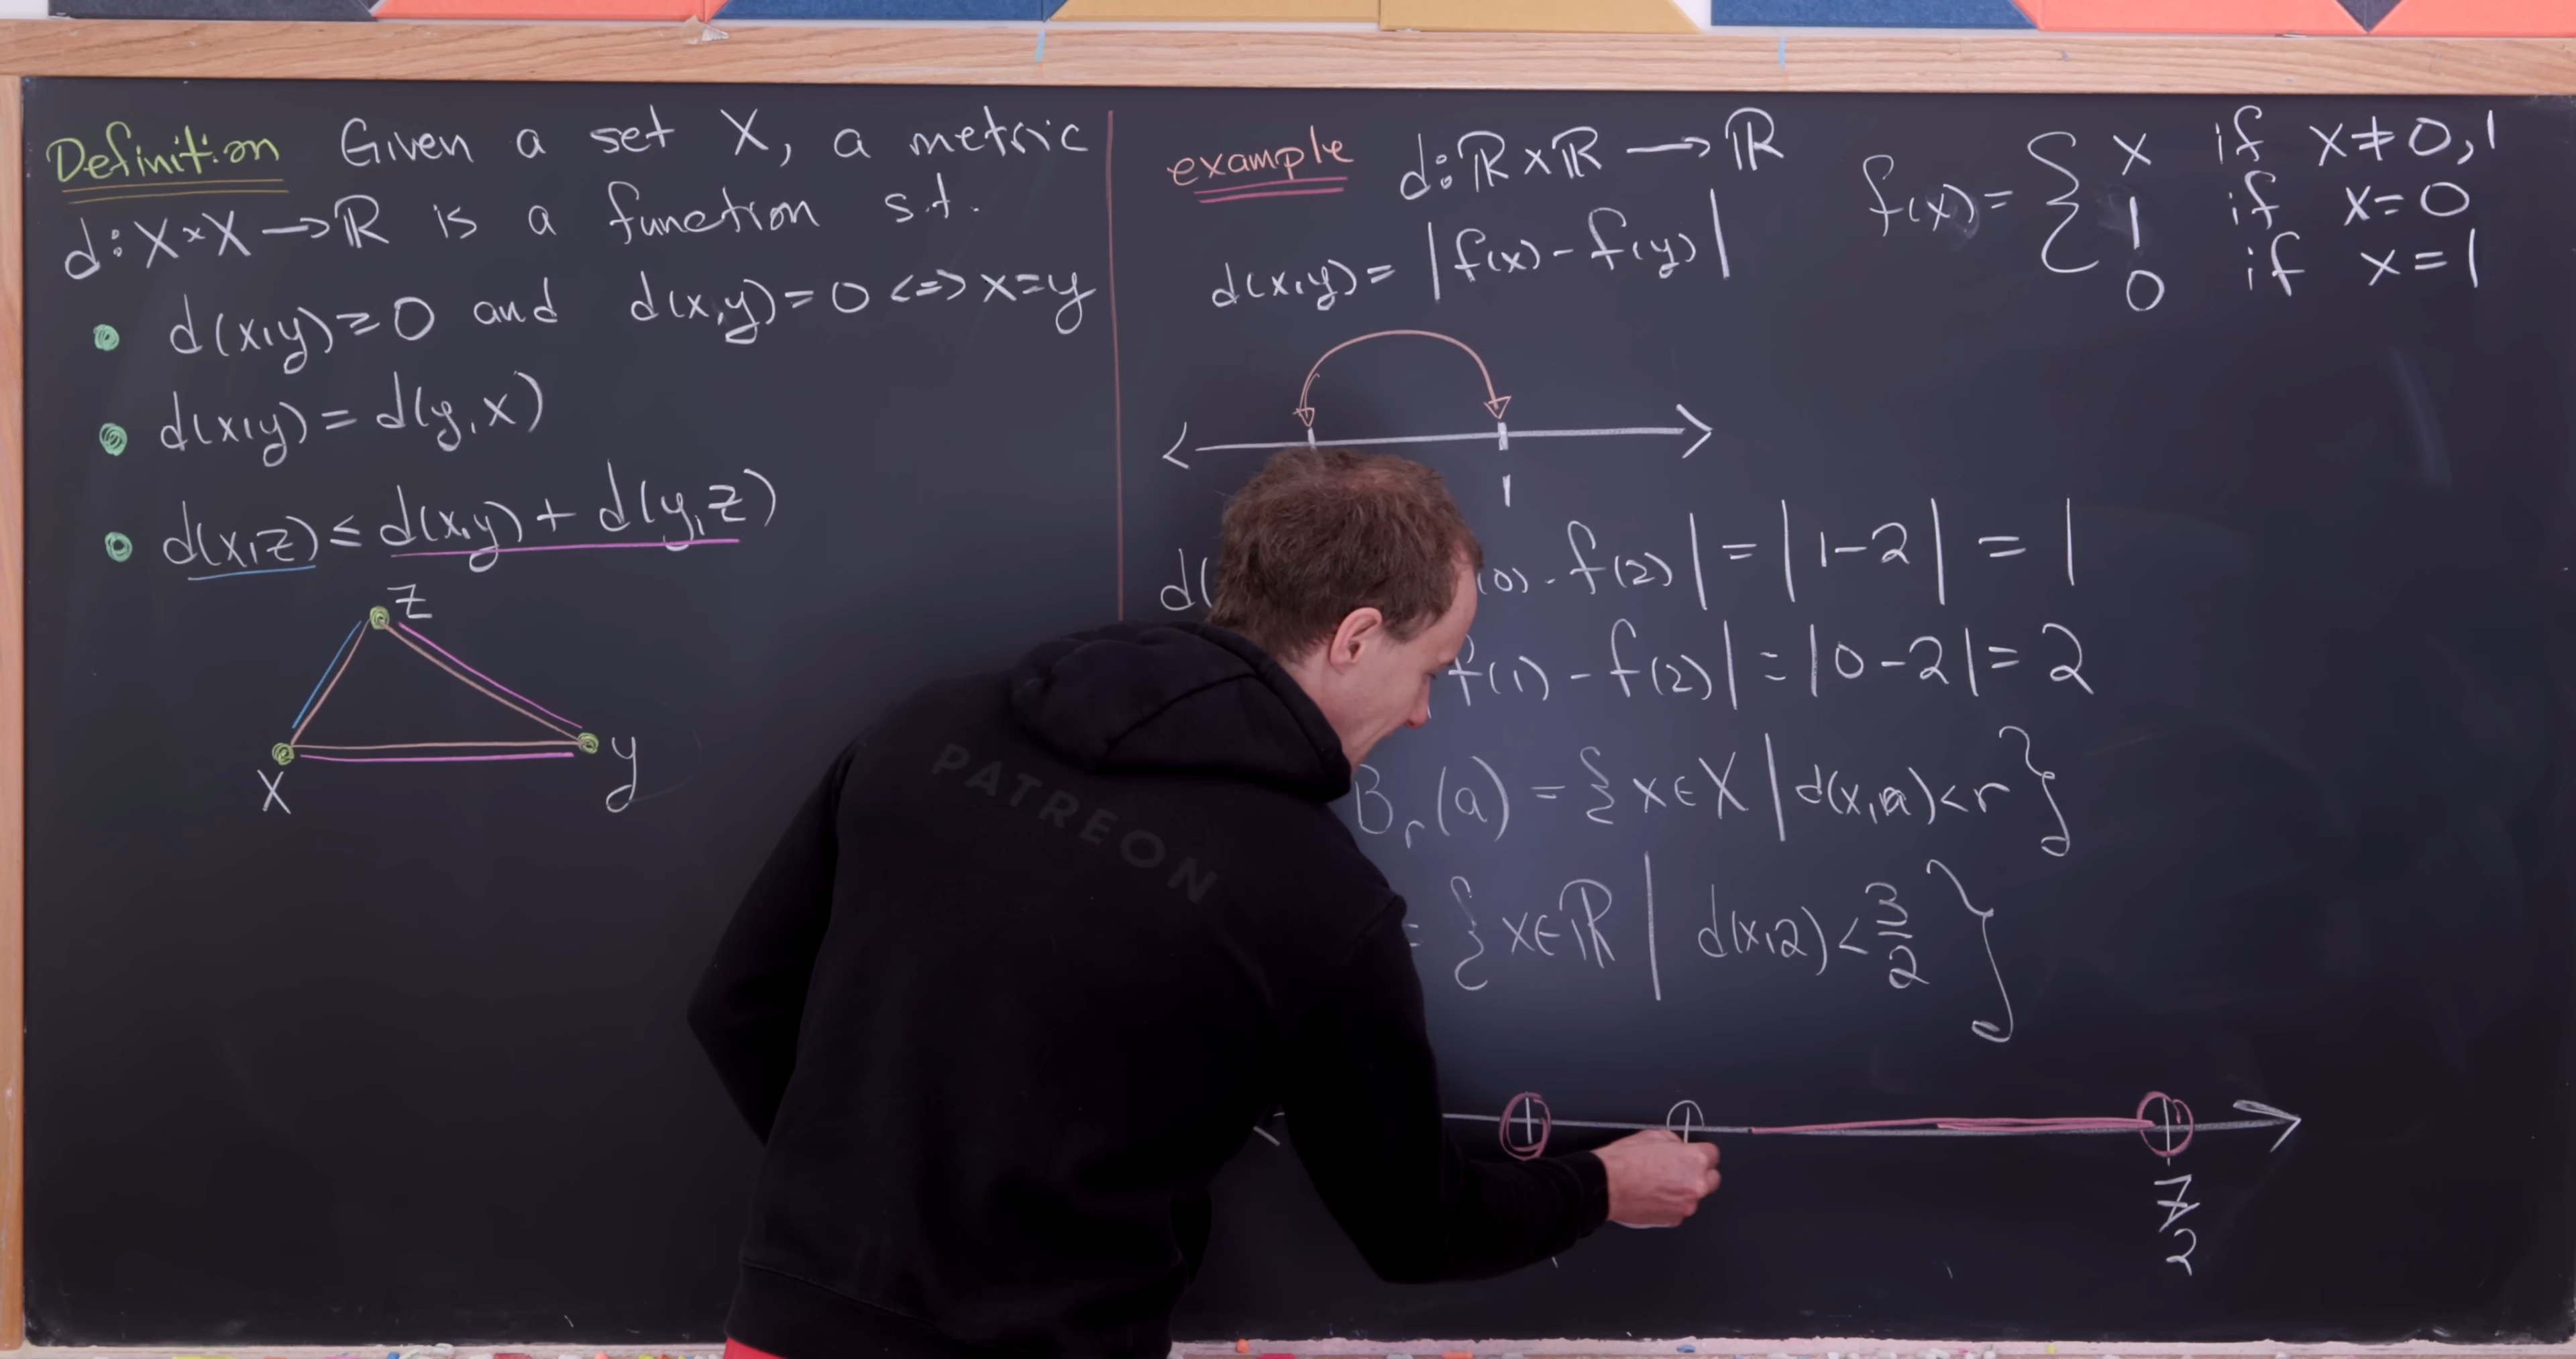 Definition Given a set X, a metric
d: X×X → ℝ is a function s.t.
• d(x,y) ≥ 0 and d(x,y) = 0 <=> x=y
• d(x,y) = d(y,x)
• d(x,z) ≤ d(x,y) + d(y,z)
z
x
y
example d: ℝ×ℝ → ℝ
d(x,y) = |f(x) - f(y)|
f(x) = { x if x≠0,1
1 if x=0
0 if x=1
1
d( (0) - f(2)| = |1-2| = 1
f(1) - f(2)| = |0-2| = 2
B_r(a) = {x∈X | d(x,a)<r}
= {x∈ℝ | d(x,2) < 3/2}
7/2
PATREON